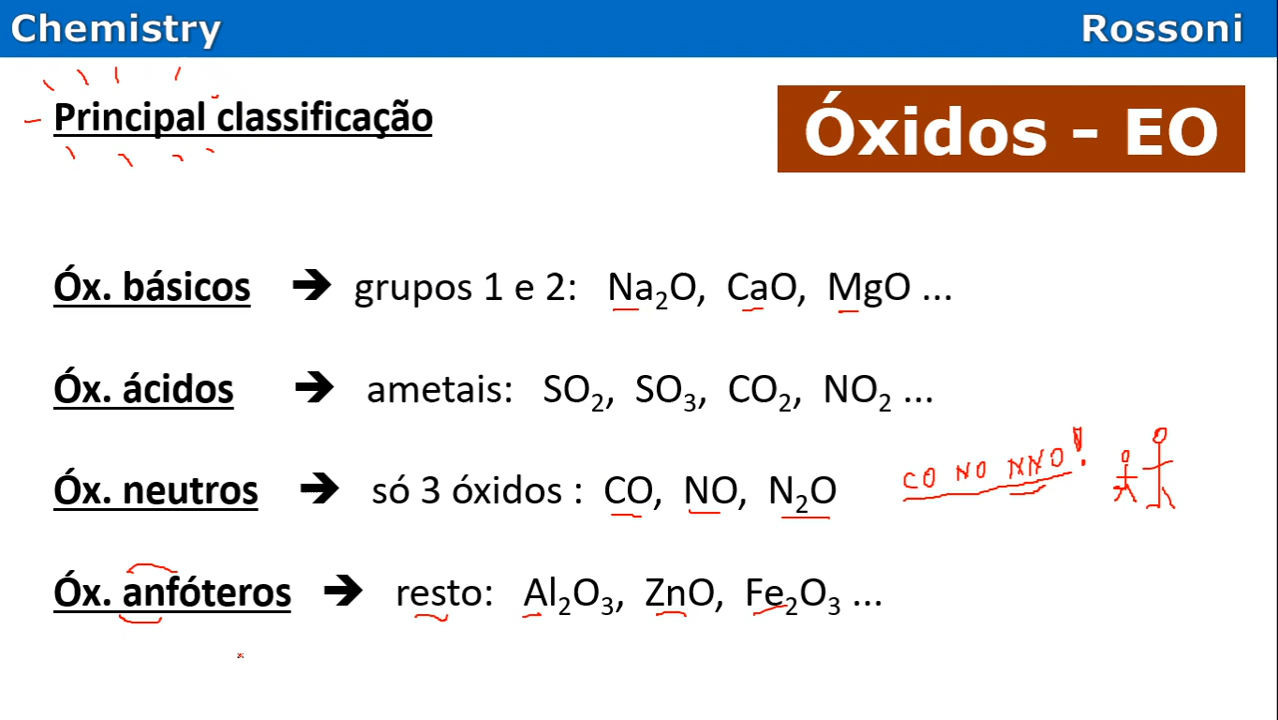 Chemistry Rossoni
Principal classificação
Óxidos - EO
Óx. básicos ➔ grupos 1 e 2: Na₂O, CaO, MgO ...
Óx. ácidos ➔ ametais: SO₂, SO₃, CO₂, NO₂ ...
CO NO NNO!
Óx. neutros ➔ só 3 óxidos : CO, NO, N₂O
Óx. anfóteros ➔ resto: Al₂O₃, ZnO, Fe₂O₃ ...